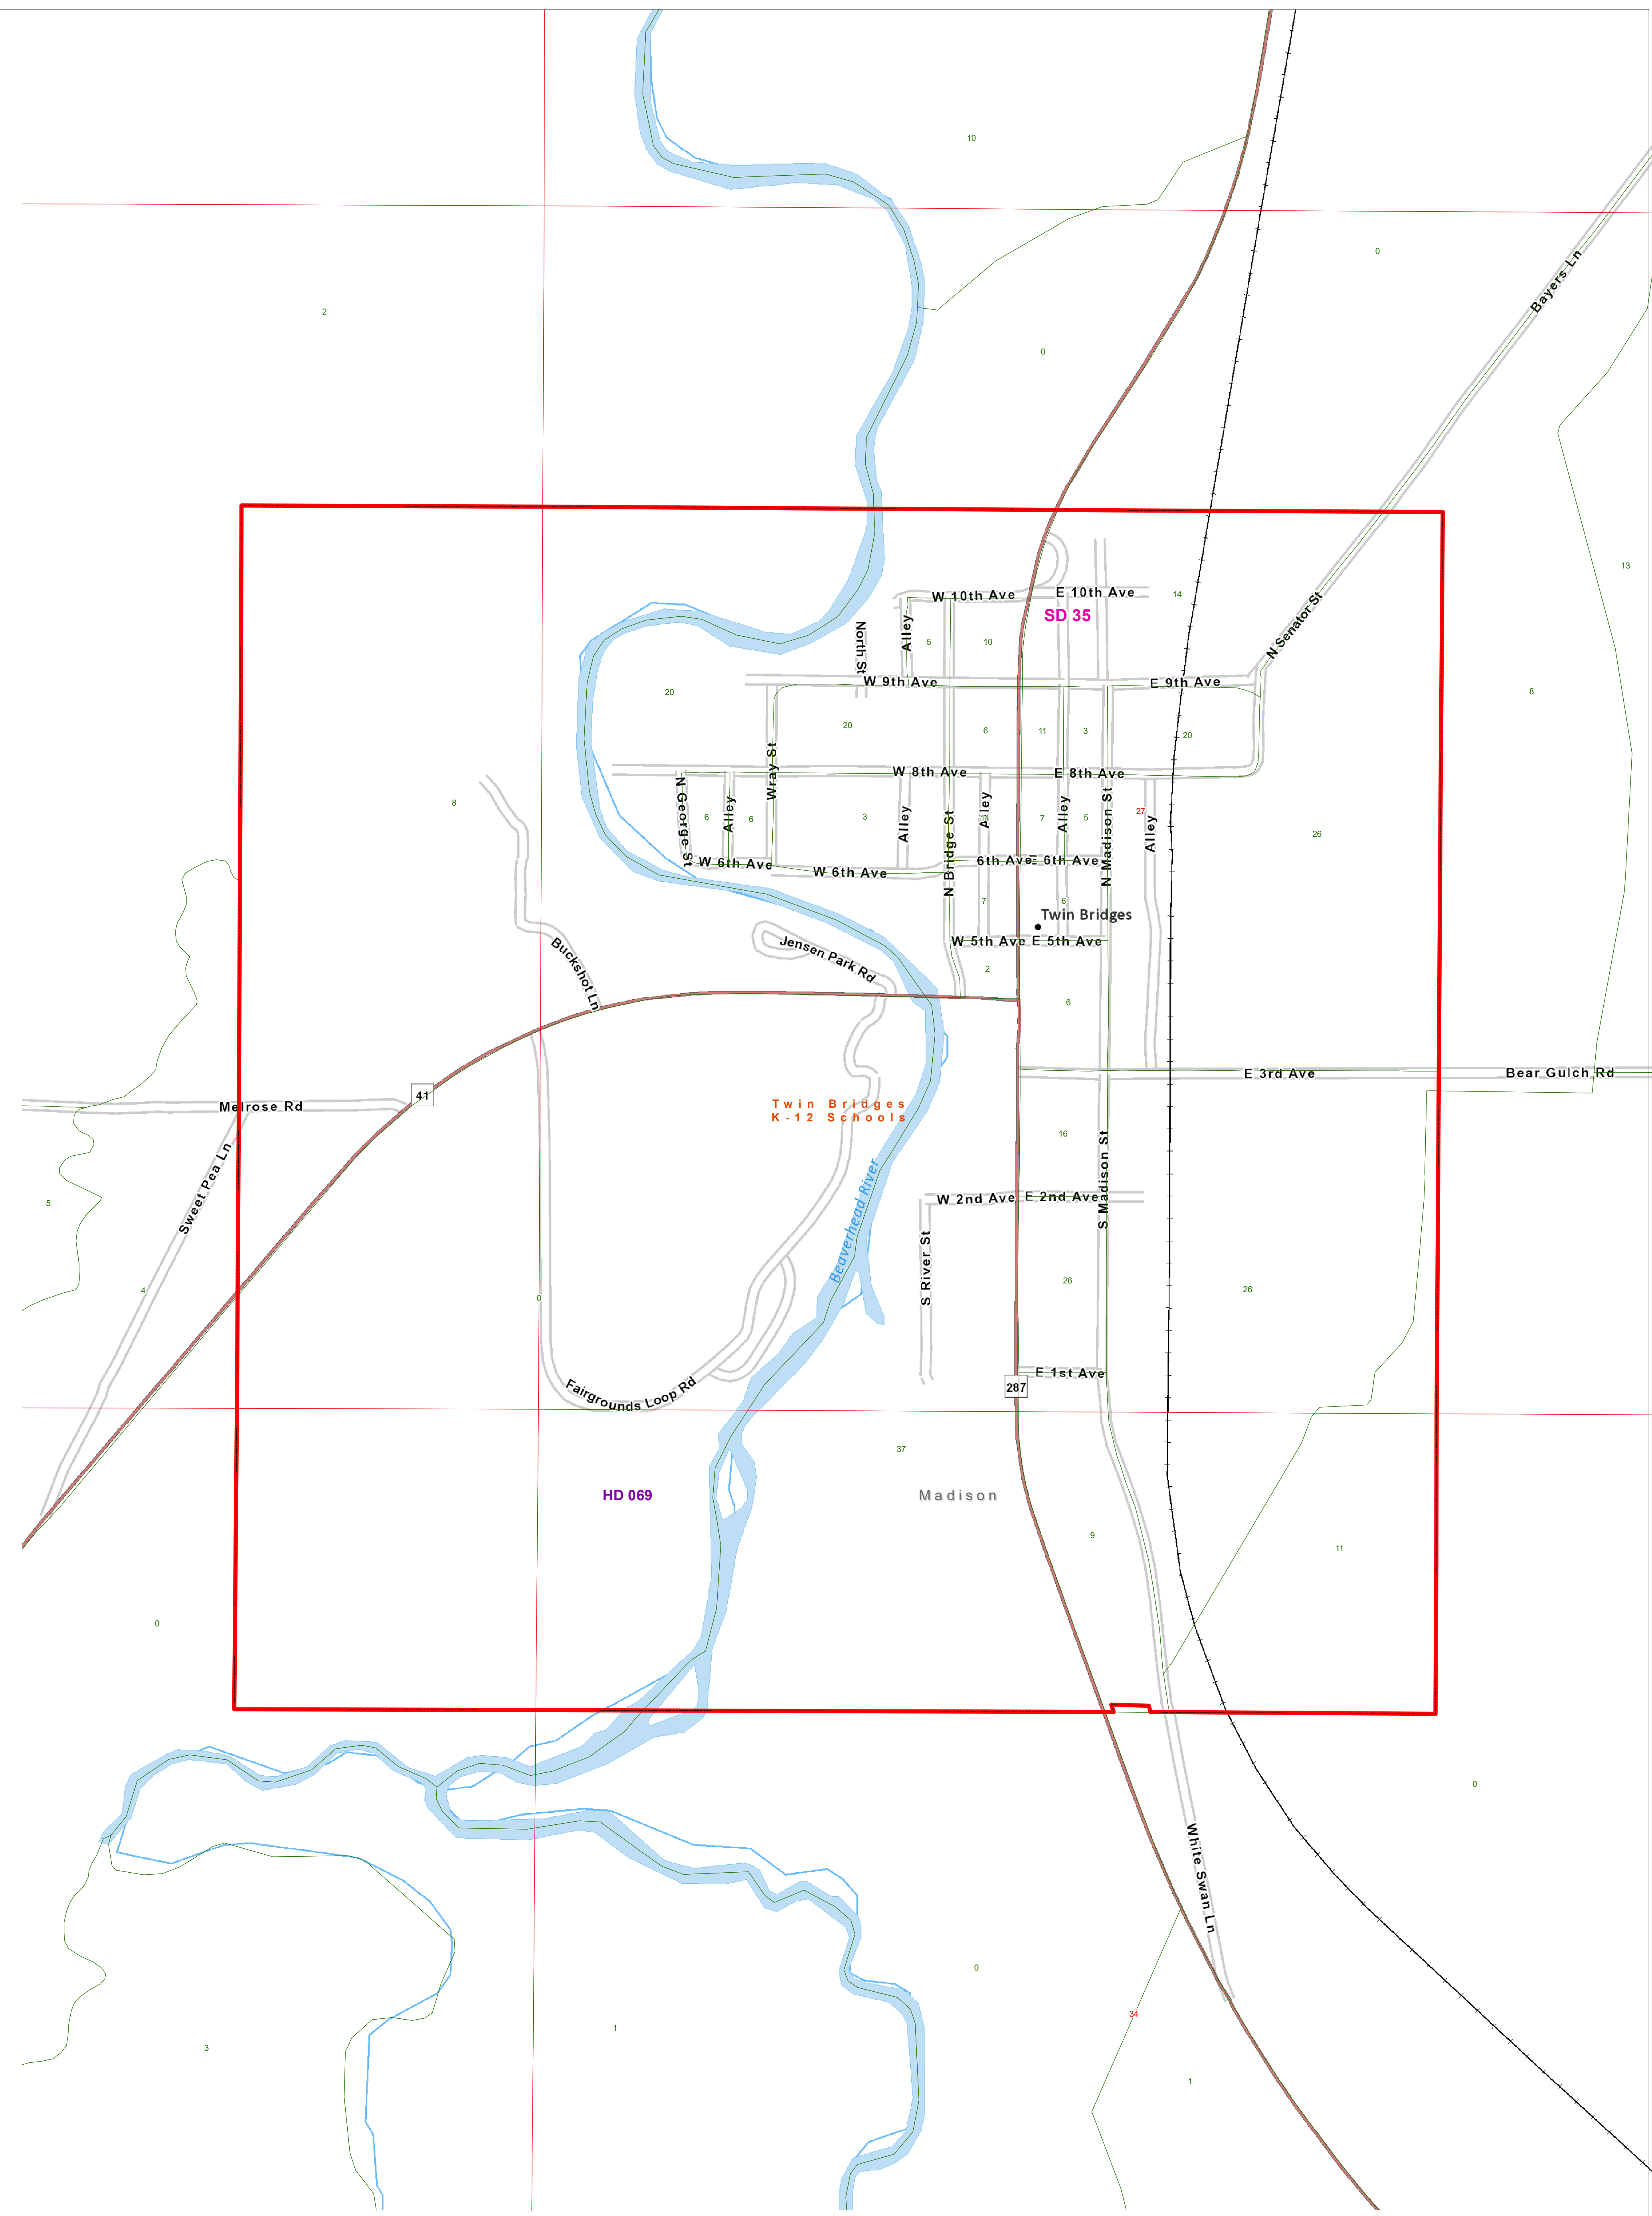 10
0
Bayers Ln
2
0
13
W 10th Ave
E 10th Ave
14
SD 35
N Senator St
North St
Alley
5
10
W 9th Ave
E 9th Ave
20
8
20
6
11
3
20
Wray St
W 8th Ave
E 8th Ave
8
N George St
6
Alley
6
3
Alley
N Bridge St
Alley
7
Alley
5
N Madison St
27
Alley
26
W 6th Ave
W 6th Ave
6th Ave
E 6th Ave
7
6
Twin Bridges
Buckshot Ln
Jensen Park Rd
W 5th Ave
E 5th Ave
2
6
E 3rd Ave
Bear Gulch Rd
41
Melrose Rd
Twin Bridges
K-12 Schools
16
Sweet Pea Ln
5
Beaverhead River
S Madison St
W 2nd Ave
E 2nd Ave
S River St
4
0
26
26
Fairgrounds Loop Rd
E 1st Ave
287
37
HD 069
Madison
9
11
0
0
White Swan Ln
0
34
1
3
1